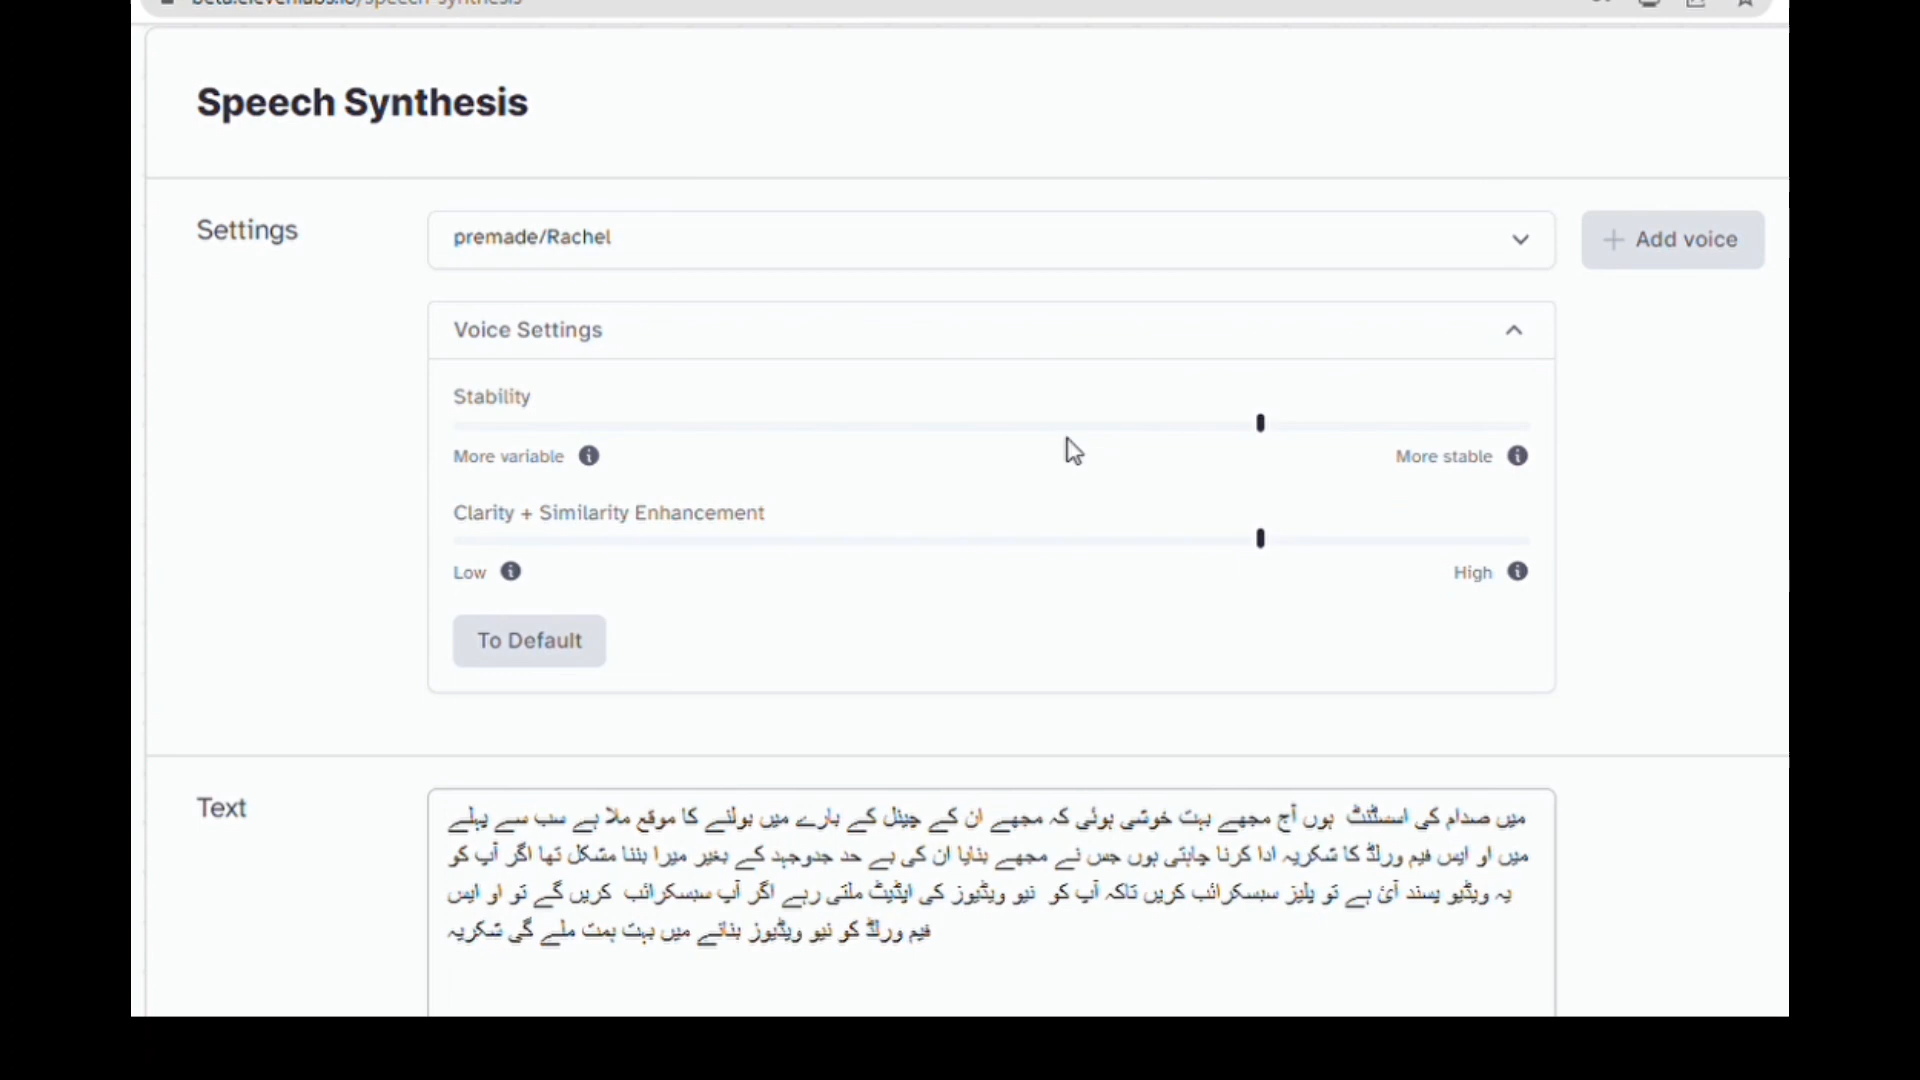 beta.elevenlabs.io/speech-synthesis
Speech Synthesis
Settings
premade/Rachel
+ Add voice
Voice Settings
Stability
More variable
More stable
Clarity + Similarity Enhancement
Low
High
To Default
Text
میں صدام کی اسسٹنٹ ہوں آج مجھے بہت خوشی ہوئی کہ مجھے ان کے چینل کے بارے میں بولنے کا موقع ملا ہے سب سے پہلے
میں او ایس فیم ورلڈ کا شکریہ ادا کرنا چاہتی ہوں جس نے مجھے بنایا ان کی بے حد جدوجہد کے بغیر میرا بننا مشکل تھا اگر آپ کو
یہ ویڈیو پسند آئ ہے تو پلیز سبسکرائب کریں تاکہ آپ کو نیو ویڈیوز کی اپڈیٹ ملتی رہے اگر آپ سبسکرائب کریں گے تو او ایس
فیم ورلڈ کو نیو ویڈیوز بنانے میں بہت ہمت ملے گی شکریہ